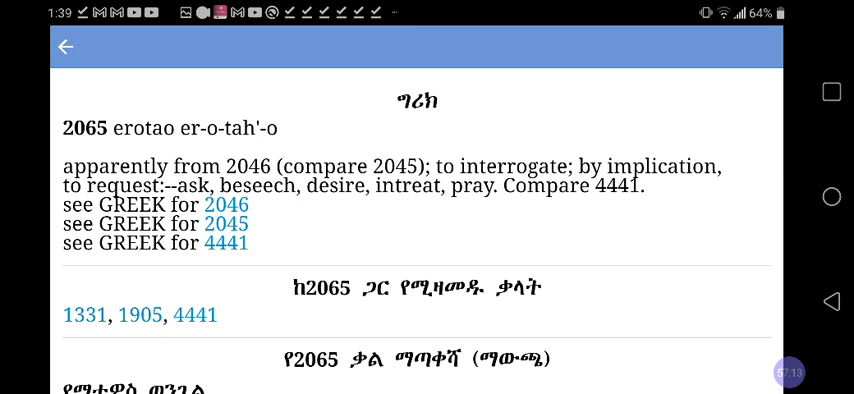 1:39
64%
ግሪክ
2065 erotao er-o-tah'-o
apparently from 2046 (compare 2045); to interrogate; by implication,
to request:--ask, beseech, desire, intreat, pray. Compare 4441.
see GREEK for 2046
see GREEK for 2045
see GREEK for 4441
ከ2065 ጋር የሚዛመዱ ቃላት
1331, 1905, 4441
የ2065 ቃል ማጣቀሻ (ማውጫ)
57:13
የማተዎስ ወንጌል